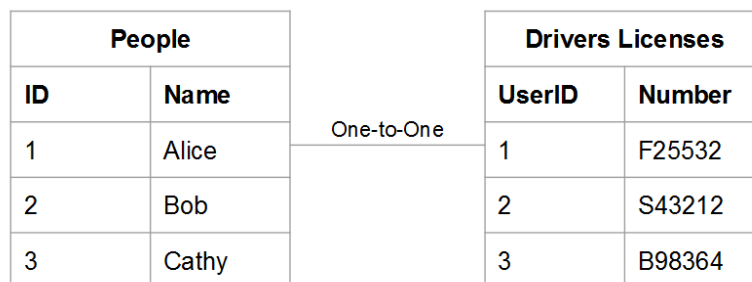 People
ID Name
1 Alice
2 Bob
3 Cathy
One-to-One
Drivers Licenses
UserID Number
1 F25532
2 S43212
3 B98364